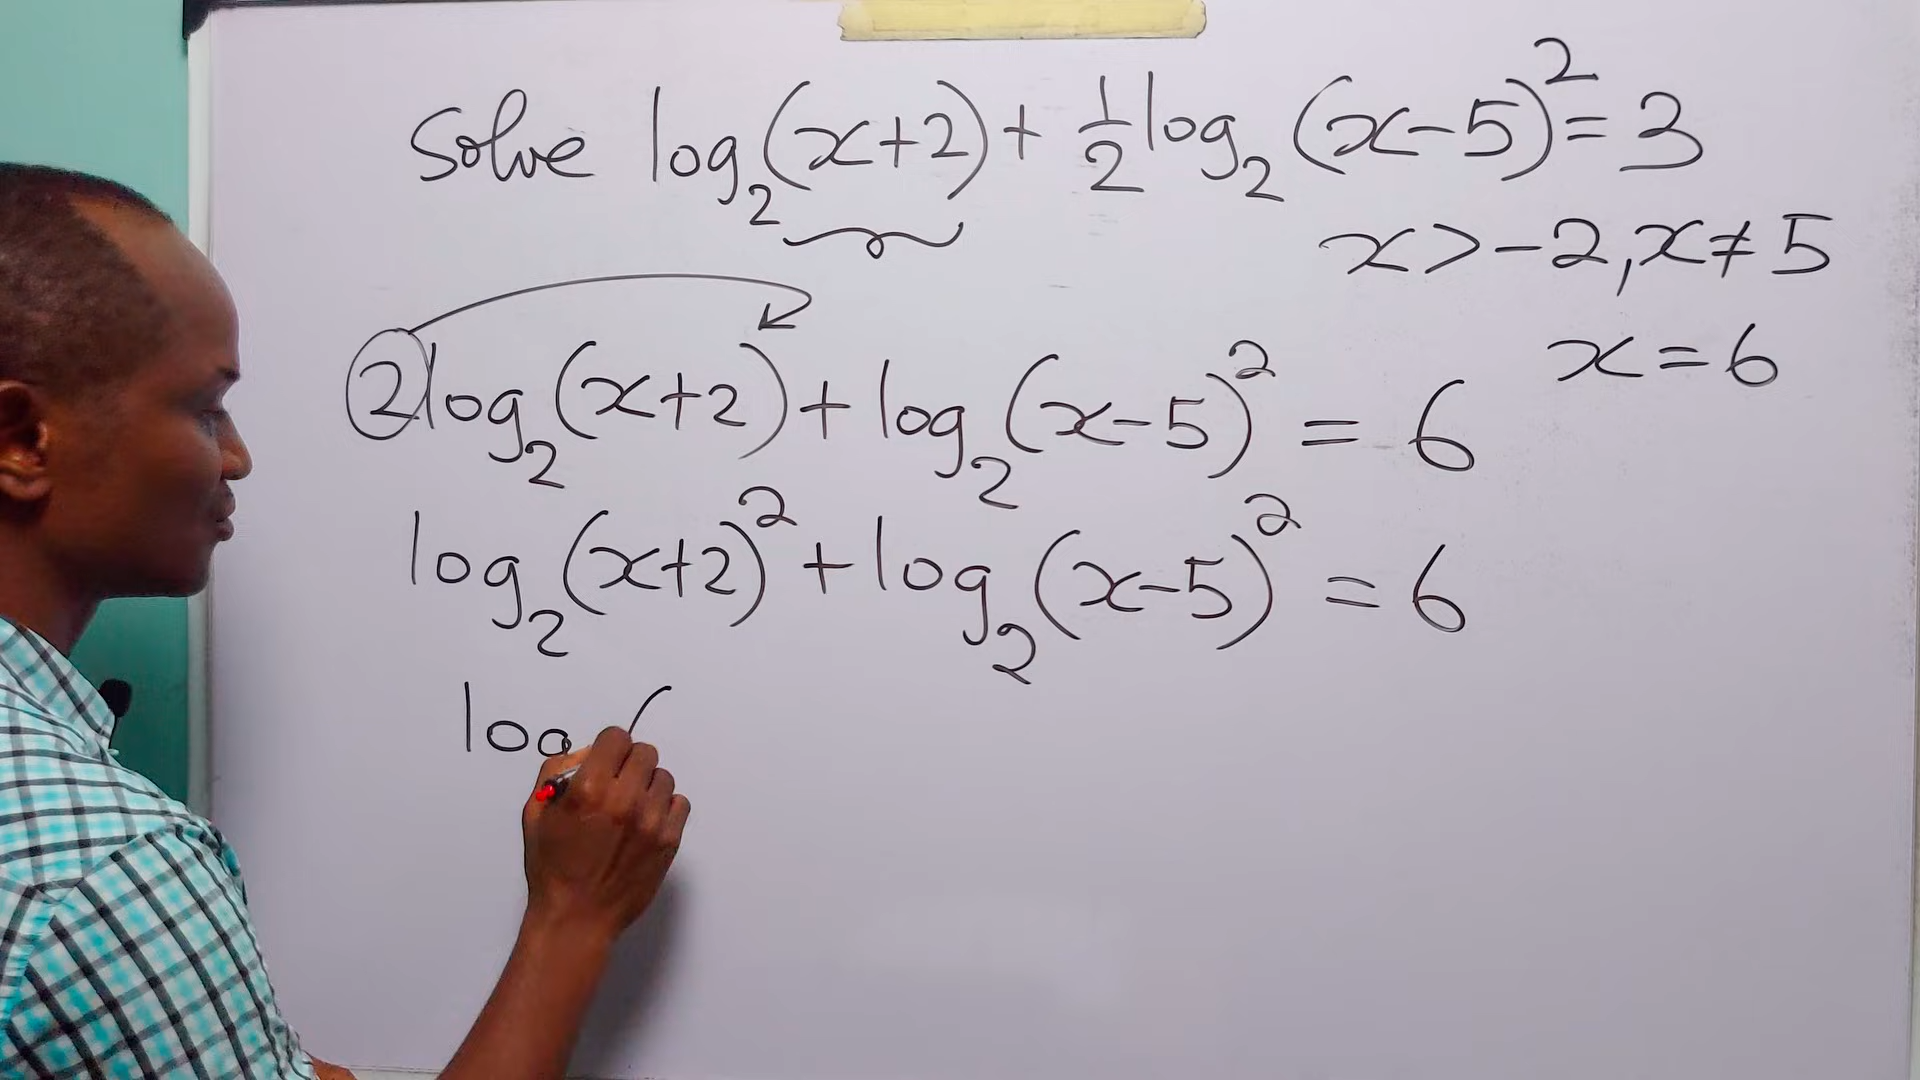 Solve log₂(x+2) + ½log₂(x-5)² = 3
x > -2, x ≠ 5
x = 6
2log₂(x+2) + log₂(x-5)² = 6
log₂(x+2)² + log₂(x-5)² = 6
log (